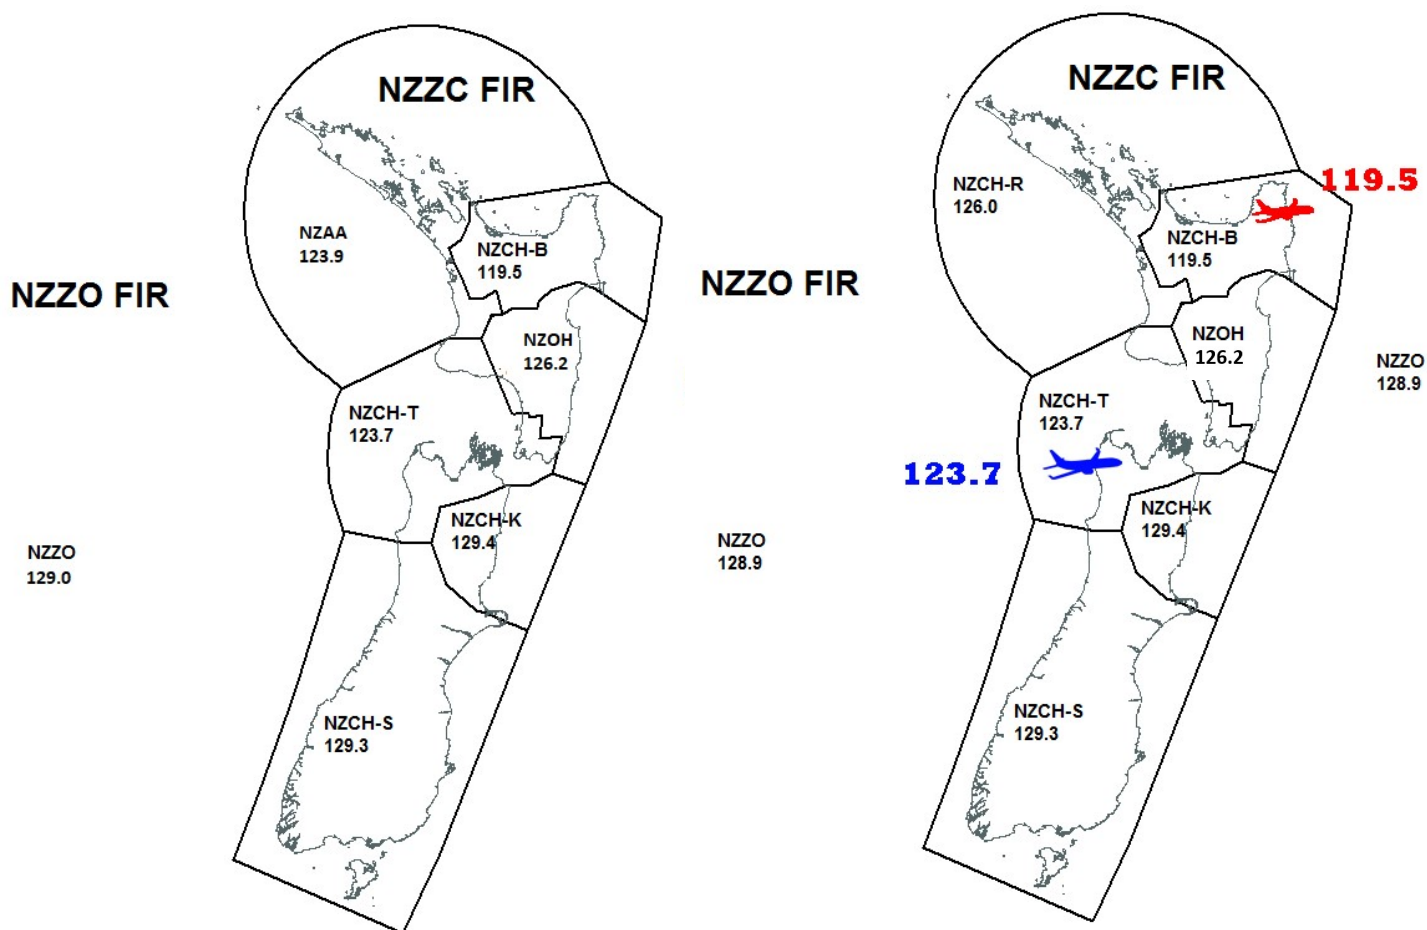 NZZC FIR
NZAA
123.9
NZCH-B
119.5
NZZO FIR
NZOH
126.2
NZCH-T
123.7
NZCH-K
129.4
NZZO
129.0
NZCH-S
129.3
NZZC FIR
NZCH-R
126.0
119.5
NZCH-B
119.5
NZZO FIR
NZOH
126.2
NZZO
128.9
NZCH-T
123.7
123.7
NZCH-K
129.4
NZZO
128.9
NZCH-S
129.3